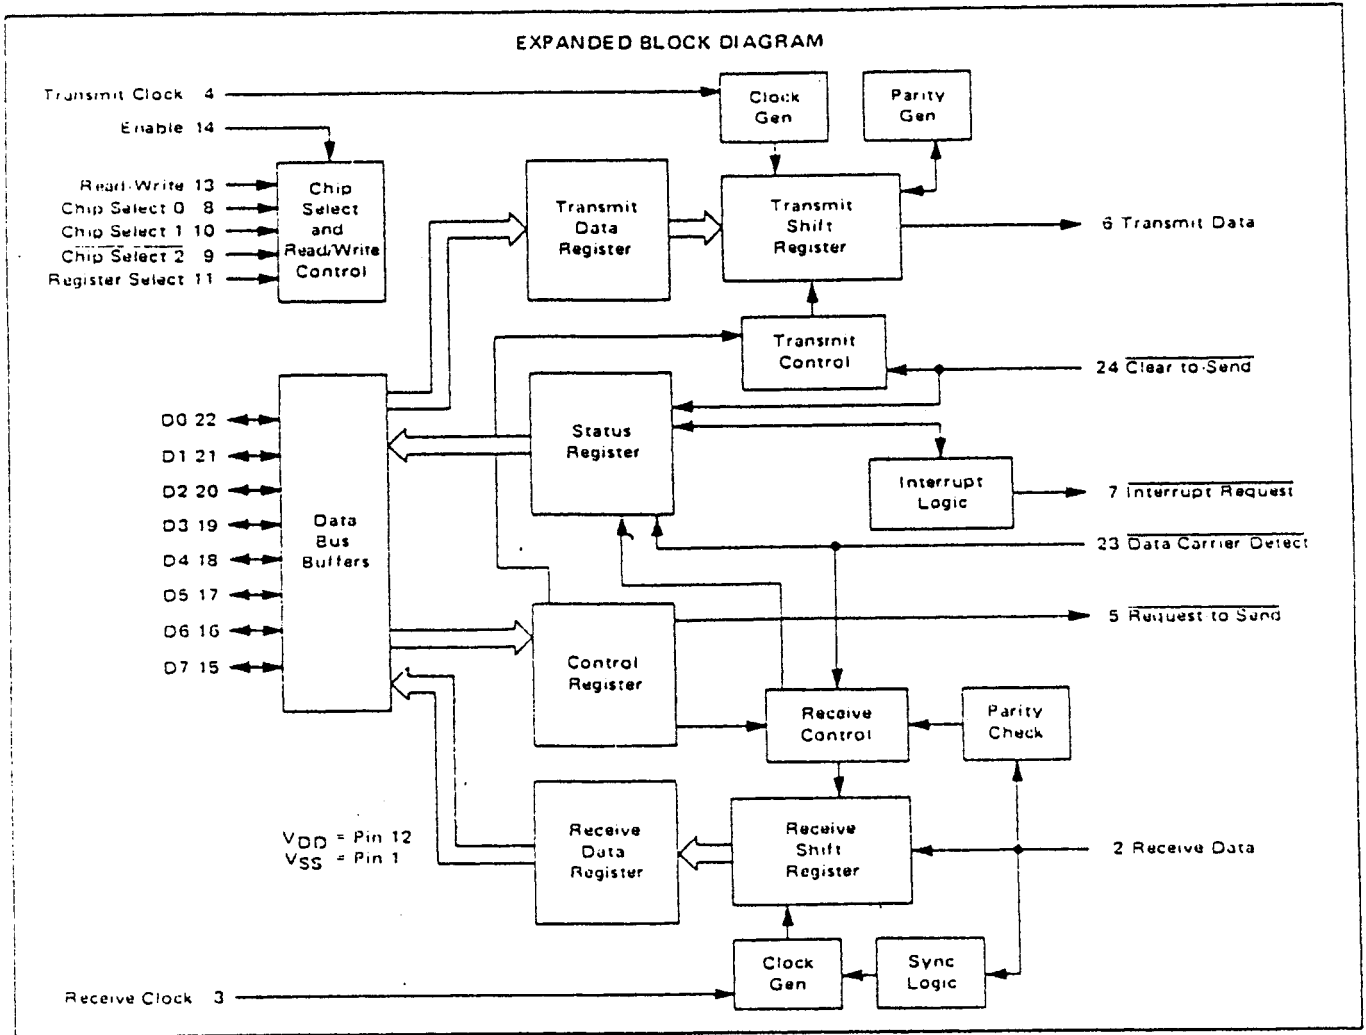 EXPANDED BLOCK DIAGRAM
Transmit Clock 4
Clock
Gen
Parity
Gen
Enable 14
Read-Write 13
Chip Select 0 8
Chip Select 1 10
Chip Select 2 9
Register Select 11
Chip
Select
and
Read/Write
Control
Transmit
Data
Register
Transmit
Shift
Register
6 Transmit Data
Transmit
Control
24 Clear-to-Send
D0 22
D1 21
D2 20
D3 19
D4 18
D5 17
D6 16
D7 15
Data
Bus
Buffers
Status
Register
Interrupt
Logic
7 Interrupt Request
23 Data Carrier Detect
5 Request-to-Send
Control
Register
Receive
Control
Parity
Check
VDD = Pin 12
VSS = Pin 1
Receive
Data
Register
Receive
Shift
Register
2 Receive Data
Clock
Gen
Sync
Logic
Receive Clock 3